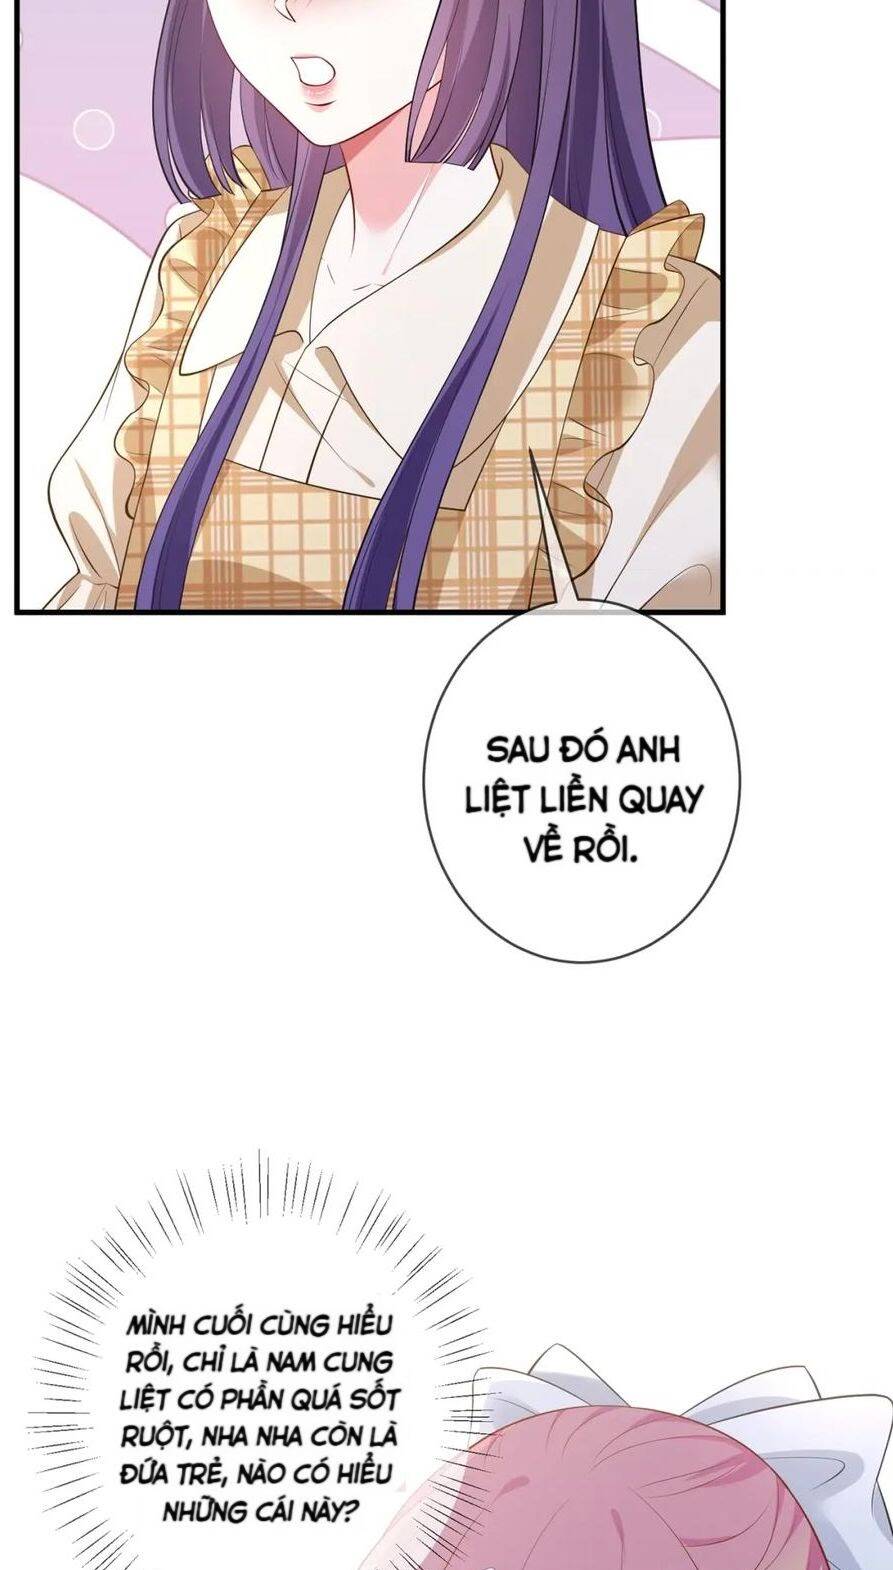 SAU ĐÓ ANH
LIỆT LIỀN QUAY
VỀ RỒI.
MÌNH CUỐI CÙNG HIỂU
RỒI, CHỈ LÀ NAM CUNG
LIỆT CÓ PHẦN QUÁ SỐT
RUỘT, NHA NHA CÒN LÀ
ĐỨA TRẺ, NÀO CÓ HIỂU
NHỮNG CÁI NÀY?